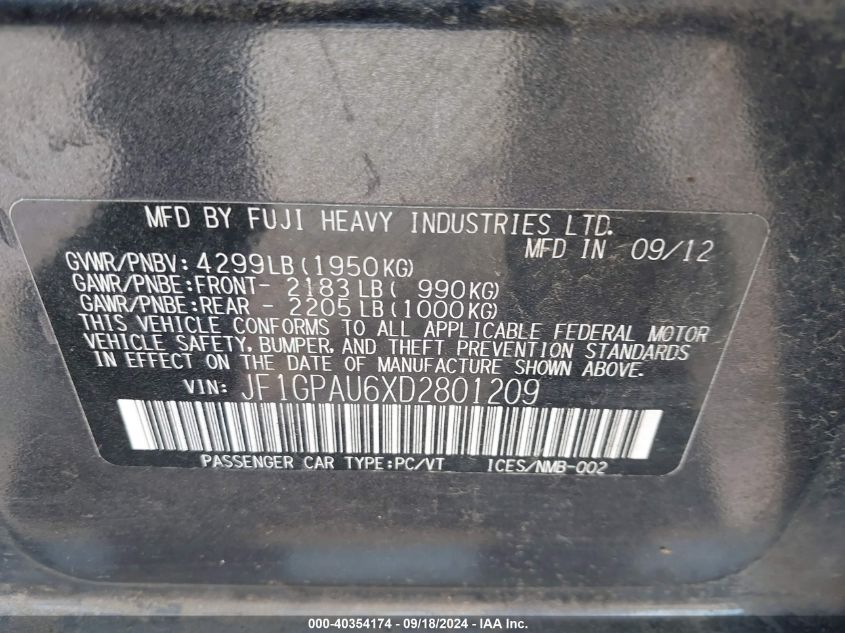 MFD BY FUJI HEAVY INDUSTRIES LTD.
MFD IN 09/12
GVWR/PNBV: 4299LB(1950KG)
GAWR/PNBE:FRONT- 2183LB( 990KG)
GAWR/PNBE:REAR - 2205LB(1000KG)
THIS VEHICLE CONFORMS TO ALL APPLICABLE FEDERAL MOTOR
VEHICLE SAFETY, BUMPER, AND THEFT PREVENTION STANDARDS
IN EFFECT ON THE DATE OF MANUFACTURE SHOWN ABOVE.
VIN: JF1GPAU6XD2801209
PASSENGER CAR TYPE:PC/VT ICES/NMB-002
000-40354174 - 09/18/2024 - IAA Inc.